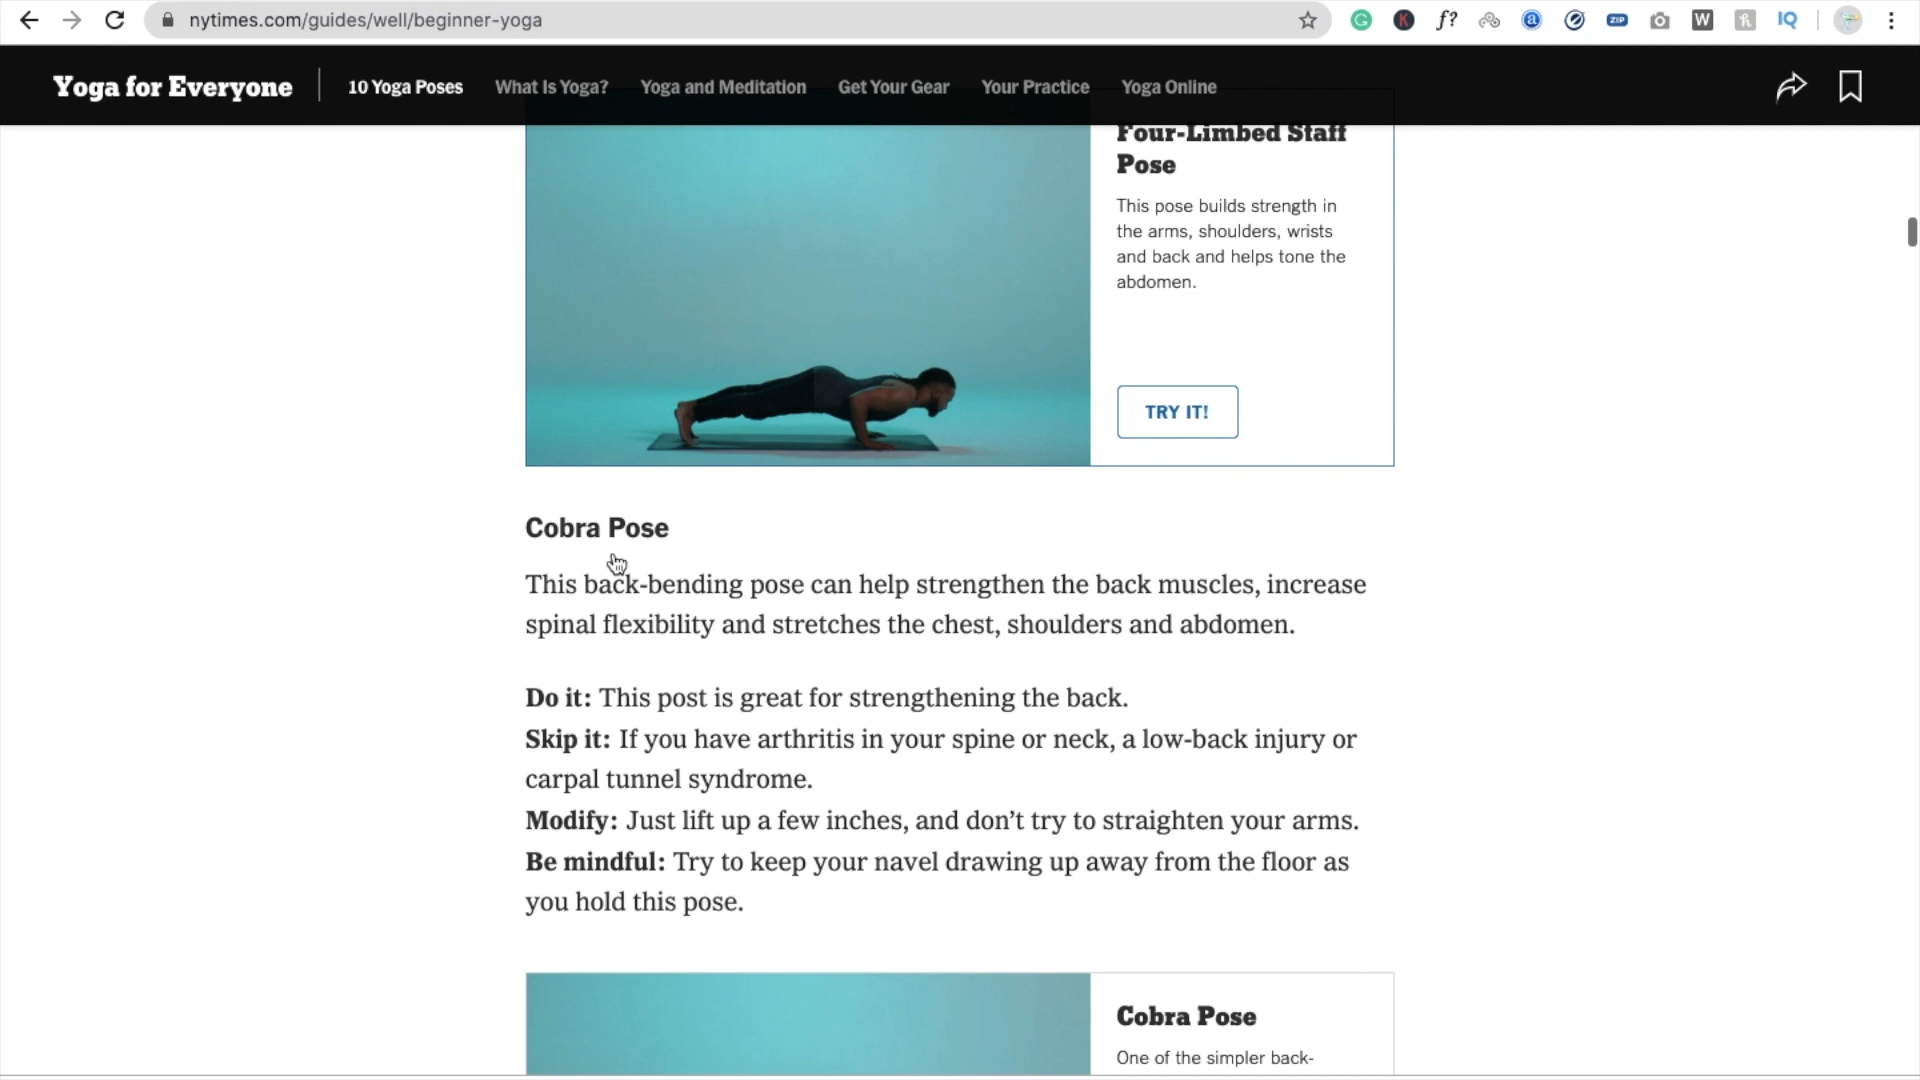 nytimes.com/guides/well/beginner-yoga
ZIP
W
IQ
Yoga for Everyone
10 Yoga Poses What Is Yoga? Yoga and Meditation Get Your Gear Your Practice Yoga Online
Four-Limbed Staff
Pose
This pose builds strength in
the arms, shoulders, wrists
and back and helps tone the
abdomen.
TRY IT!
Cobra Pose
This back-bending pose can help strengthen the back muscles, increase
spinal flexibility and stretches the chest, shoulders and abdomen.
Do it: This post is great for strengthening the back.
Skip it: If you have arthritis in your spine or neck, a low-back injury or
carpal tunnel syndrome.
Modify: Just lift up a few inches, and don’t try to straighten your arms.
Be mindful: Try to keep your navel drawing up away from the floor as
you hold this pose.
Cobra Pose
One of the simpler back-